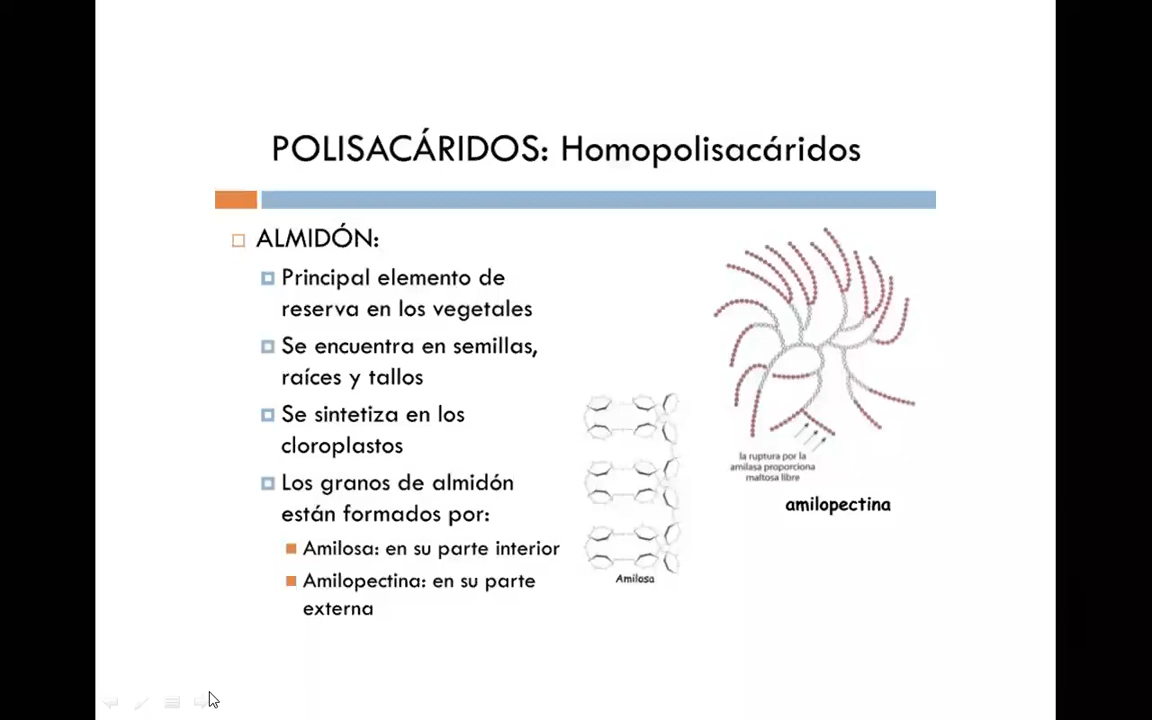 POLISACÁRIDOS: Homopolisacáridos
ALMIDÓN:
Principal elemento de
reserva en los vegetales
Se encuentra en semillas,
raíces y tallos
Se sintetiza en los
cloroplastos
Los granos de almidón
están formados por:
Amilosa: en su parte interior
Amilopectina: en su parte
externa
Amilosa
la ruptura por la
amilasa proporciona
maltosa libre
amilopectina